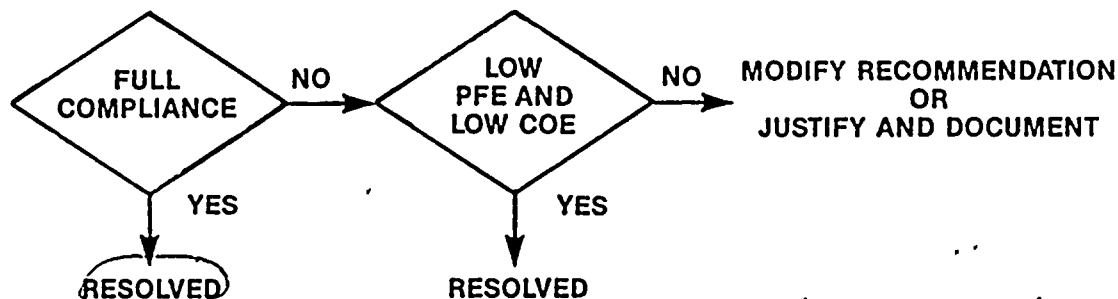 FULL
COMPLIANCE
NO
LOW
PFE AND
LOW COE
NO
MODIFY RECOMMENDATION
OR
JUSTIFY AND DOCUMENT
YES
YES
RESOLVED
RESOLVED